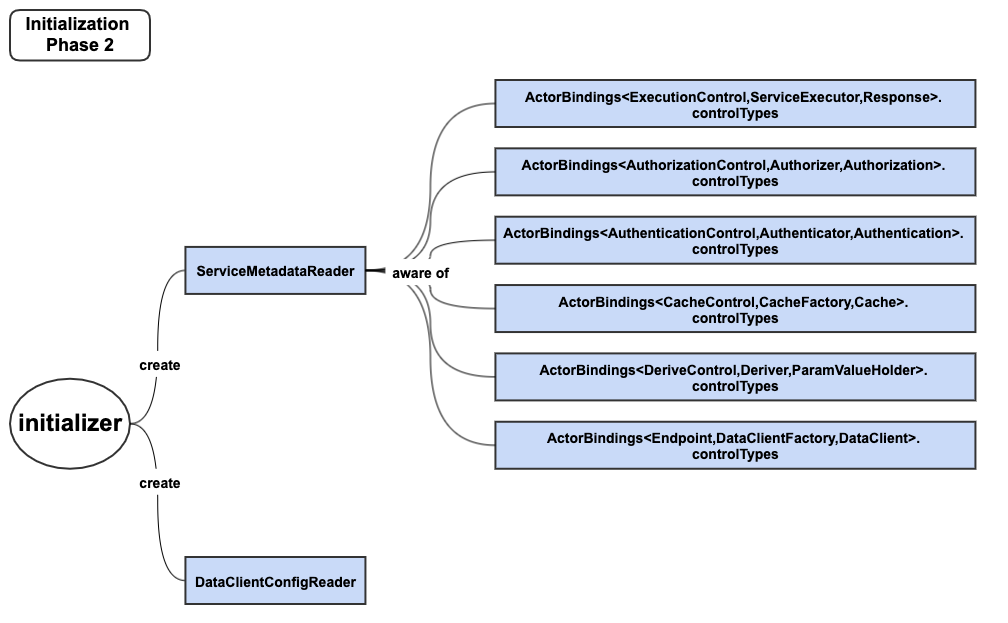 Initialization
Phase 2
ActorBindings<ExecutionControl,ServiceExecutor,Response>.
controlTypes
ActorBindings<AuthorizationControl,Authorizer,Authorization>.
controlTypes
ActorBindings<AuthenticationControl,Authenticator,Authentication>.
controlTypes
ServiceMetadataReader
aware of
ActorBindings<CacheControl,CacheFactory,Cache>.
controlTypes
create
ActorBindings<DeriveControl,Deriver,ParamValueHolder>.
controlTypes
initializer
ActorBindings<Endpoint,DataClientFactory,DataClient>.
controlTypes
create
DataClientConfigReader